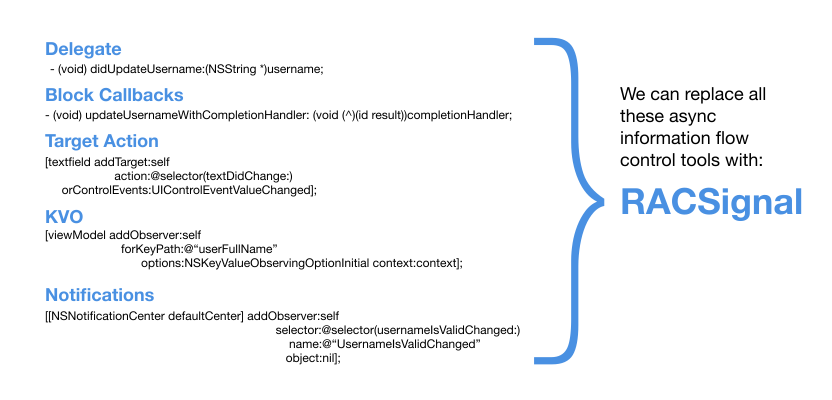 Delegate
- (void) didUpdateUsername:(NSString *)username;
Block Callbacks
- (void) updateUsernameWithCompletionHandler: (void (^)(id result))completionHandler;
Target Action
[textfield addTarget:self
action:@selector(textDidChange:)
orControlEvents:UIControlEventValueChanged];
KVO
[viewModel addObserver:self
forKeyPath:@“userFullName”
options:NSKeyValueObservingOptionInitial context:context];
Notifications
[[NSNotificationCenter defaultCenter] addObserver:self
selector:@selector(usernameIsValidChanged:)
name:@“UsernameIsValidChanged”
object:nil];
We can replace all
these async
information flow
control tools with:
RACSignal